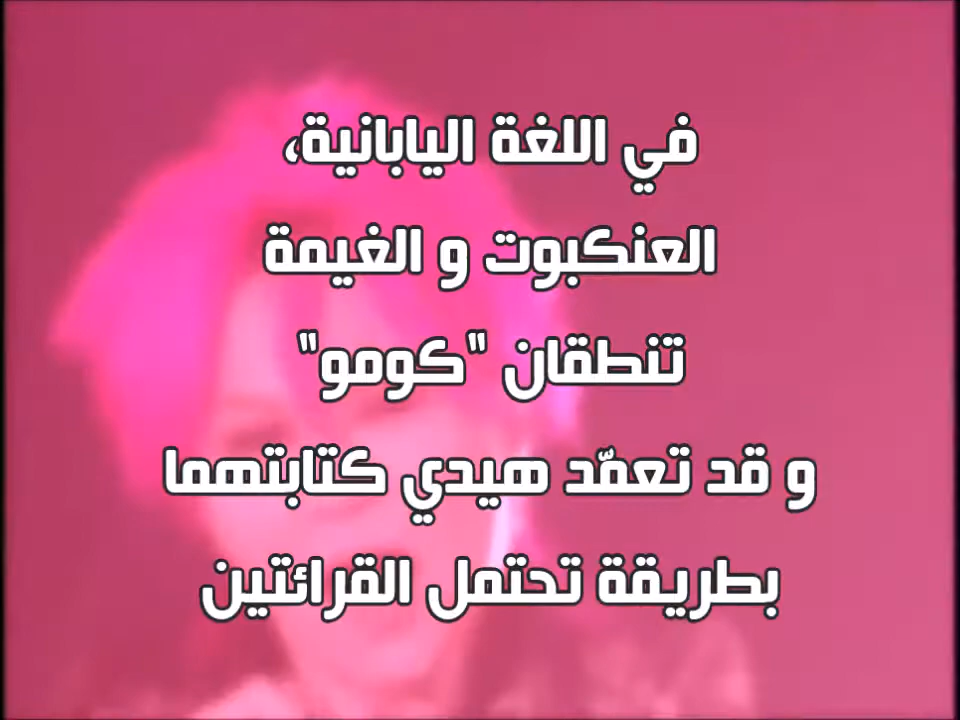 في اللغة اليابانية،
العنكبوت و الغيمة
تنطقان "كومو"
و قد تعمّد هيدي كتابتهما
بطريقة تحتمل القرائتين